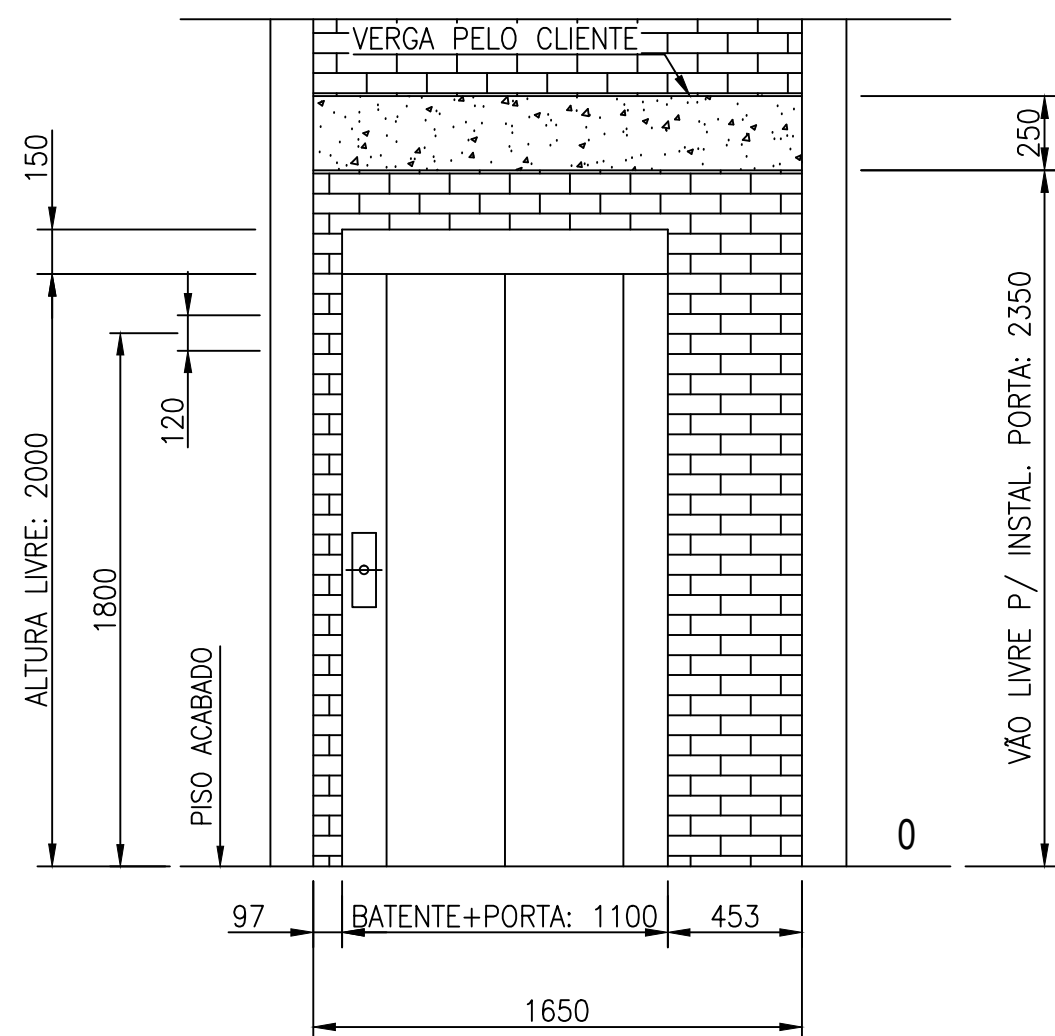 VERGA PELO CLIENTE
150
250
120
ALTURA LIVRE: 2000
1800
PISO ACABADO
VÃO LIVRE P/ INSTAL. PORTA: 2350
0
97
BATENTE+PORTA: 1100
453
1650